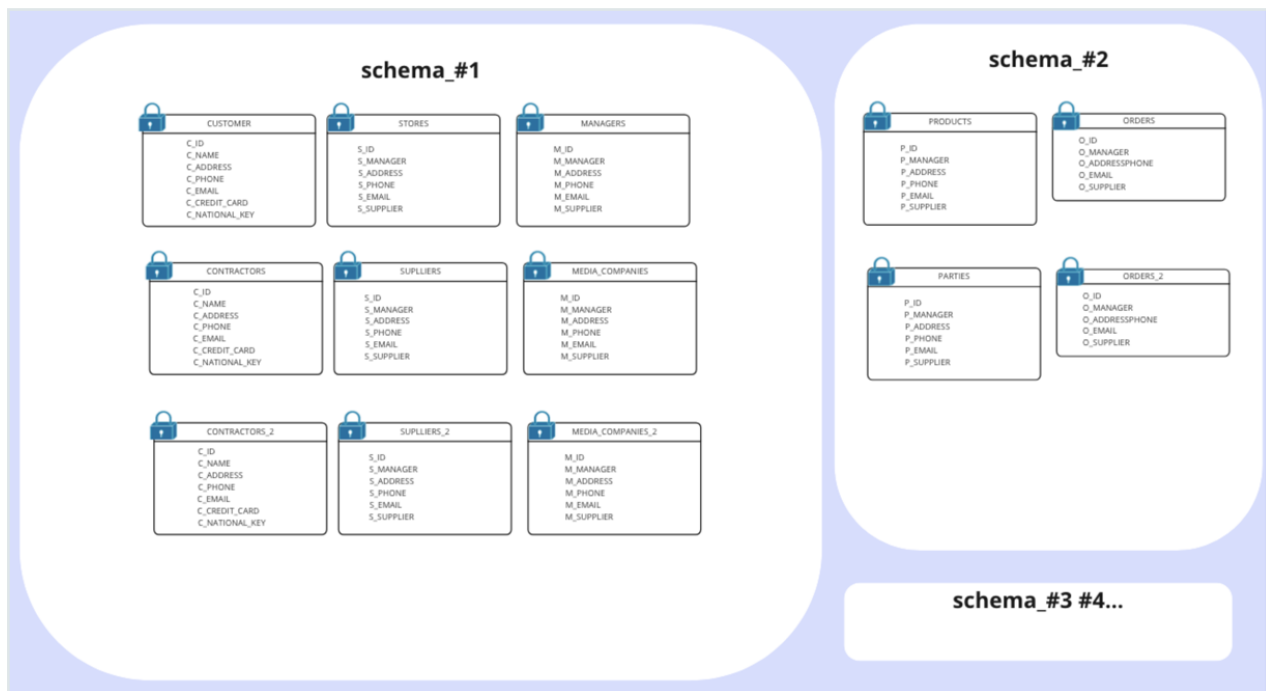 schema_#1
CUSTOMER
C_ID
C_NAME
C_ADDRESS
C_PHONE
C_EMAIL
C_CREDIT_CARD
C_NATIONAL_KEY
STORES
S_ID
S_MANAGER
S_ADDRESS
S_PHONE
S_EMAIL
S_SUPPLIER
MANAGERS
M_ID
M_MANAGER
M_ADDRESS
M_PHONE
M_EMAIL
M_SUPPLIER
CONTRACTORS
C_ID
C_NAME
C_ADDRESS
C_PHONE
C_EMAIL
C_CREDIT_CARD
C_NATIONAL_KEY
SUPLLIERS
S_ID
S_MANAGER
S_ADDRESS
S_PHONE
S_EMAIL
S_SUPPLIER
MEDIA_COMPANIES
M_ID
M_MANAGER
M_ADDRESS
M_PHONE
M_EMAIL
M_SUPPLIER
CONTRACTORS_2
C_ID
C_NAME
C_ADDRESS
C_PHONE
C_EMAIL
C_CREDIT_CARD
C_NATIONAL_KEY
SUPLLIERS_2
S_ID
S_MANAGER
S_ADDRESS
S_PHONE
S_EMAIL
S_SUPPLIER
MEDIA_COMPANIES_2
M_ID
M_MANAGER
M_ADDRESS
M_PHONE
M_EMAIL
M_SUPPLIER
schema_#2
PRODUCTS
P_ID
P_MANAGER
P_ADDRESS
P_PHONE
P_EMAIL
P_SUPPLIER
ORDERS
O_ID
O_MANAGER
O_ADDRESSPHONE
O_EMAIL
O_SUPPLIER
PARTIES
P_ID
P_MANAGER
P_ADDRESS
P_PHONE
P_EMAIL
P_SUPPLIER
ORDERS_2
O_ID
O_MANAGER
O_ADDRESSPHONE
O_EMAIL
O_SUPPLIER
schema_#3 #4...